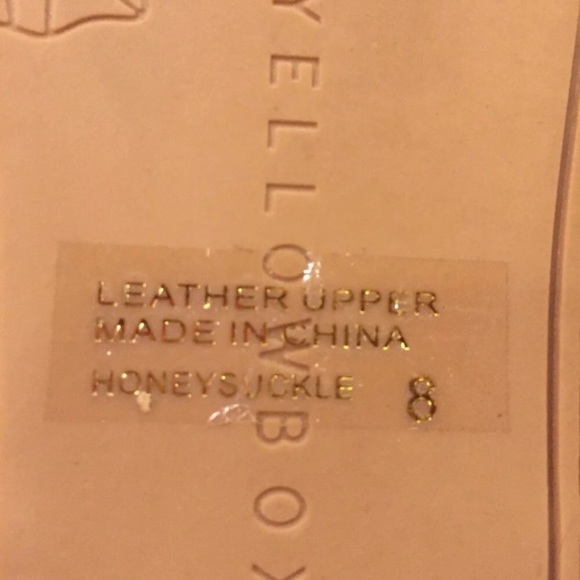 YELLOWBOX
LEATHER UPPER
MADE IN CHINA
HONEYSUCKLE 8